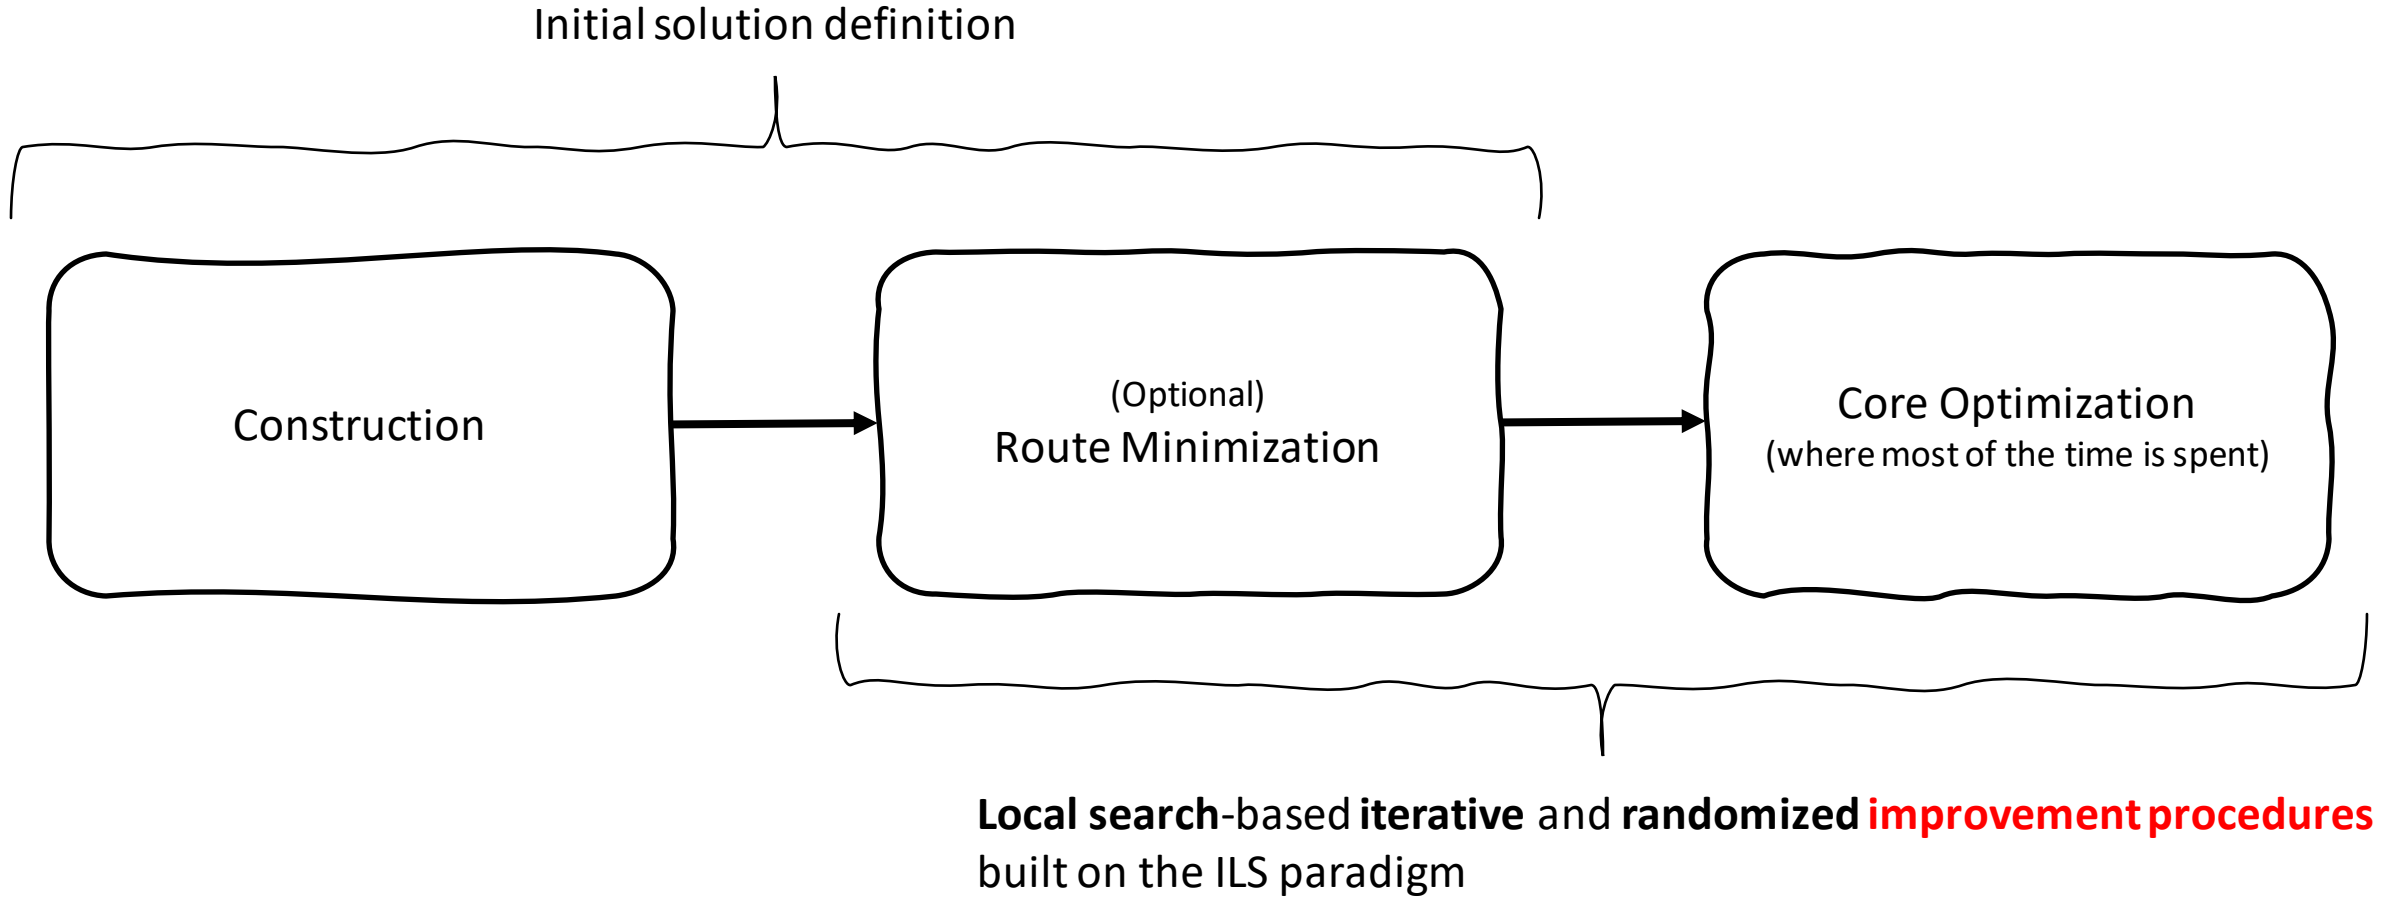 Initial solution definition
Construction
(Optional)
Route Minimization
Core Optimization
(where most of the time is spent)
Local search-based iterative and randomized improvement procedures
built on the ILS paradigm